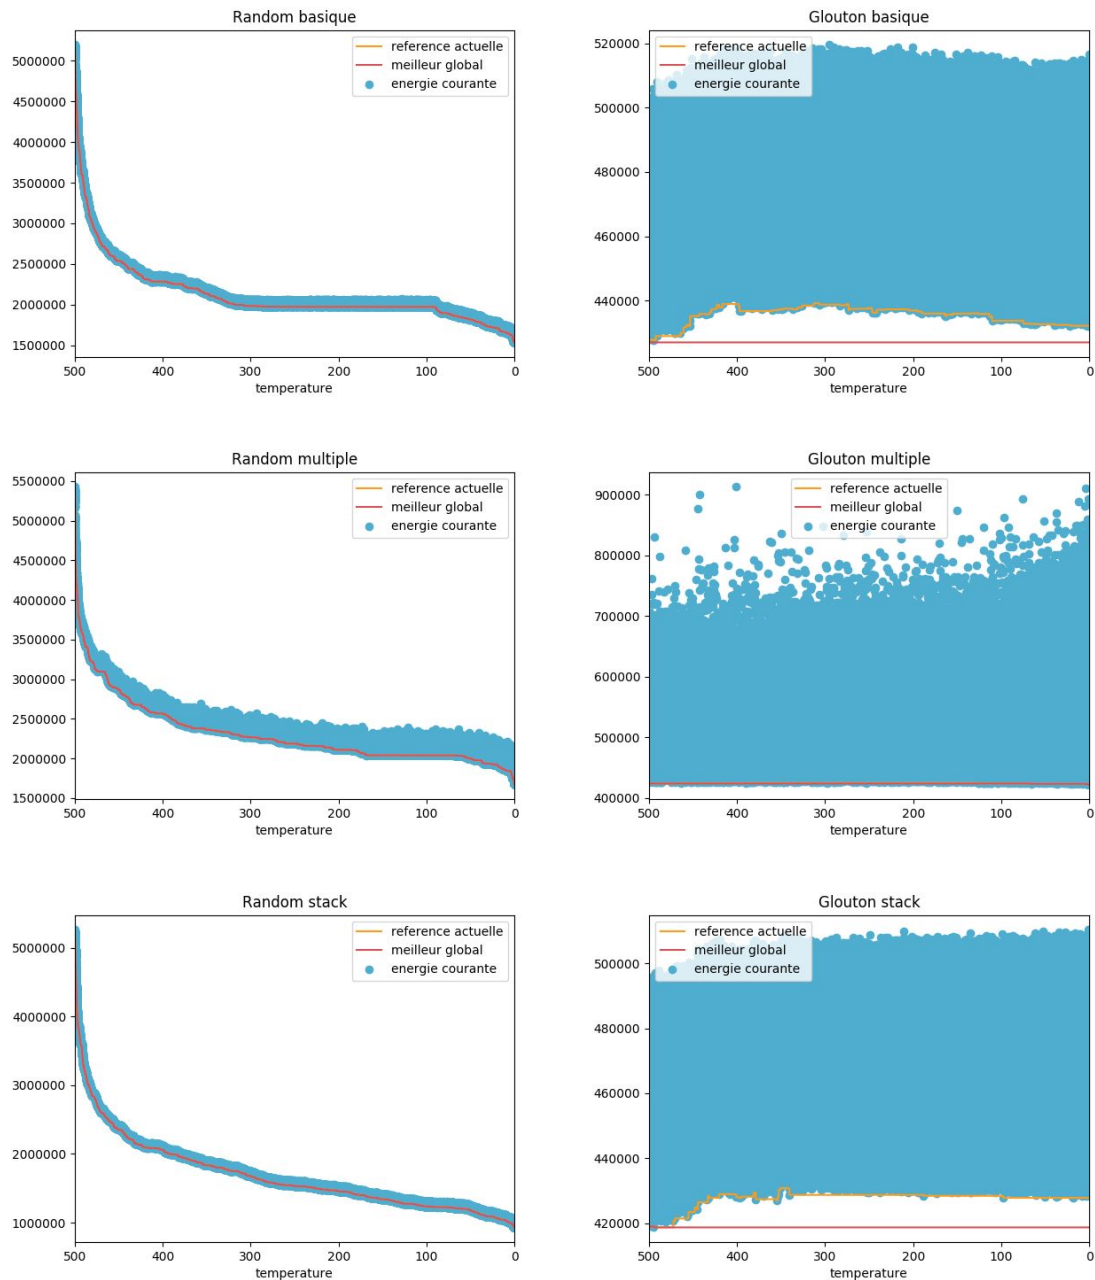 Random basique
reference actuelle
meilleur global
energie courante
5000000
4500000
4000000
3500000
3000000
2500000
2000000
1500000
500 400 300 200 100 0
temperature
Glouton basique
reference actuelle
meilleur global
energie courante
520000
500000
480000
460000
440000
500 400 300 200 100 0
temperature
Random multiple
reference actuelle
meilleur global
energie courante
5500000
5000000
4500000
4000000
3500000
3000000
2500000
2000000
1500000
500 400 300 200 100 0
temperature
Glouton multiple
reference actuelle
meilleur global
energie courante
900000
800000
700000
600000
500000
400000
500 400 300 200 100 0
temperature
Random stack
reference actuelle
meilleur global
energie courante
5000000
4000000
3000000
2000000
1000000
500 400 300 200 100 0
temperature
Glouton stack
reference actuelle
meilleur global
energie courante
500000
480000
460000
440000
420000
500 400 300 200 100 0
temperature